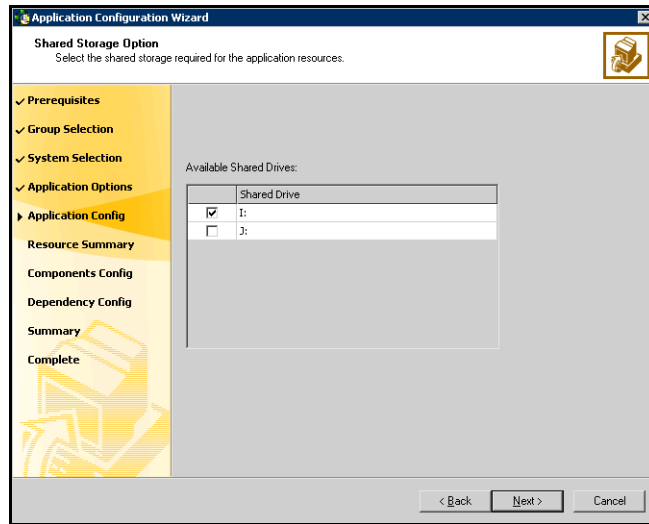 Application Configuration Wizard
Shared Storage Option
Select the shared storage required for the application resources.
Prerequisites
Group Selection
System Selection
Application Options
Application Config
Resource Summary
Components Config
Dependency Config
Summary
Complete
Available Shared Drives:
Shared Drive
I:
J:
< Back Next > Cancel